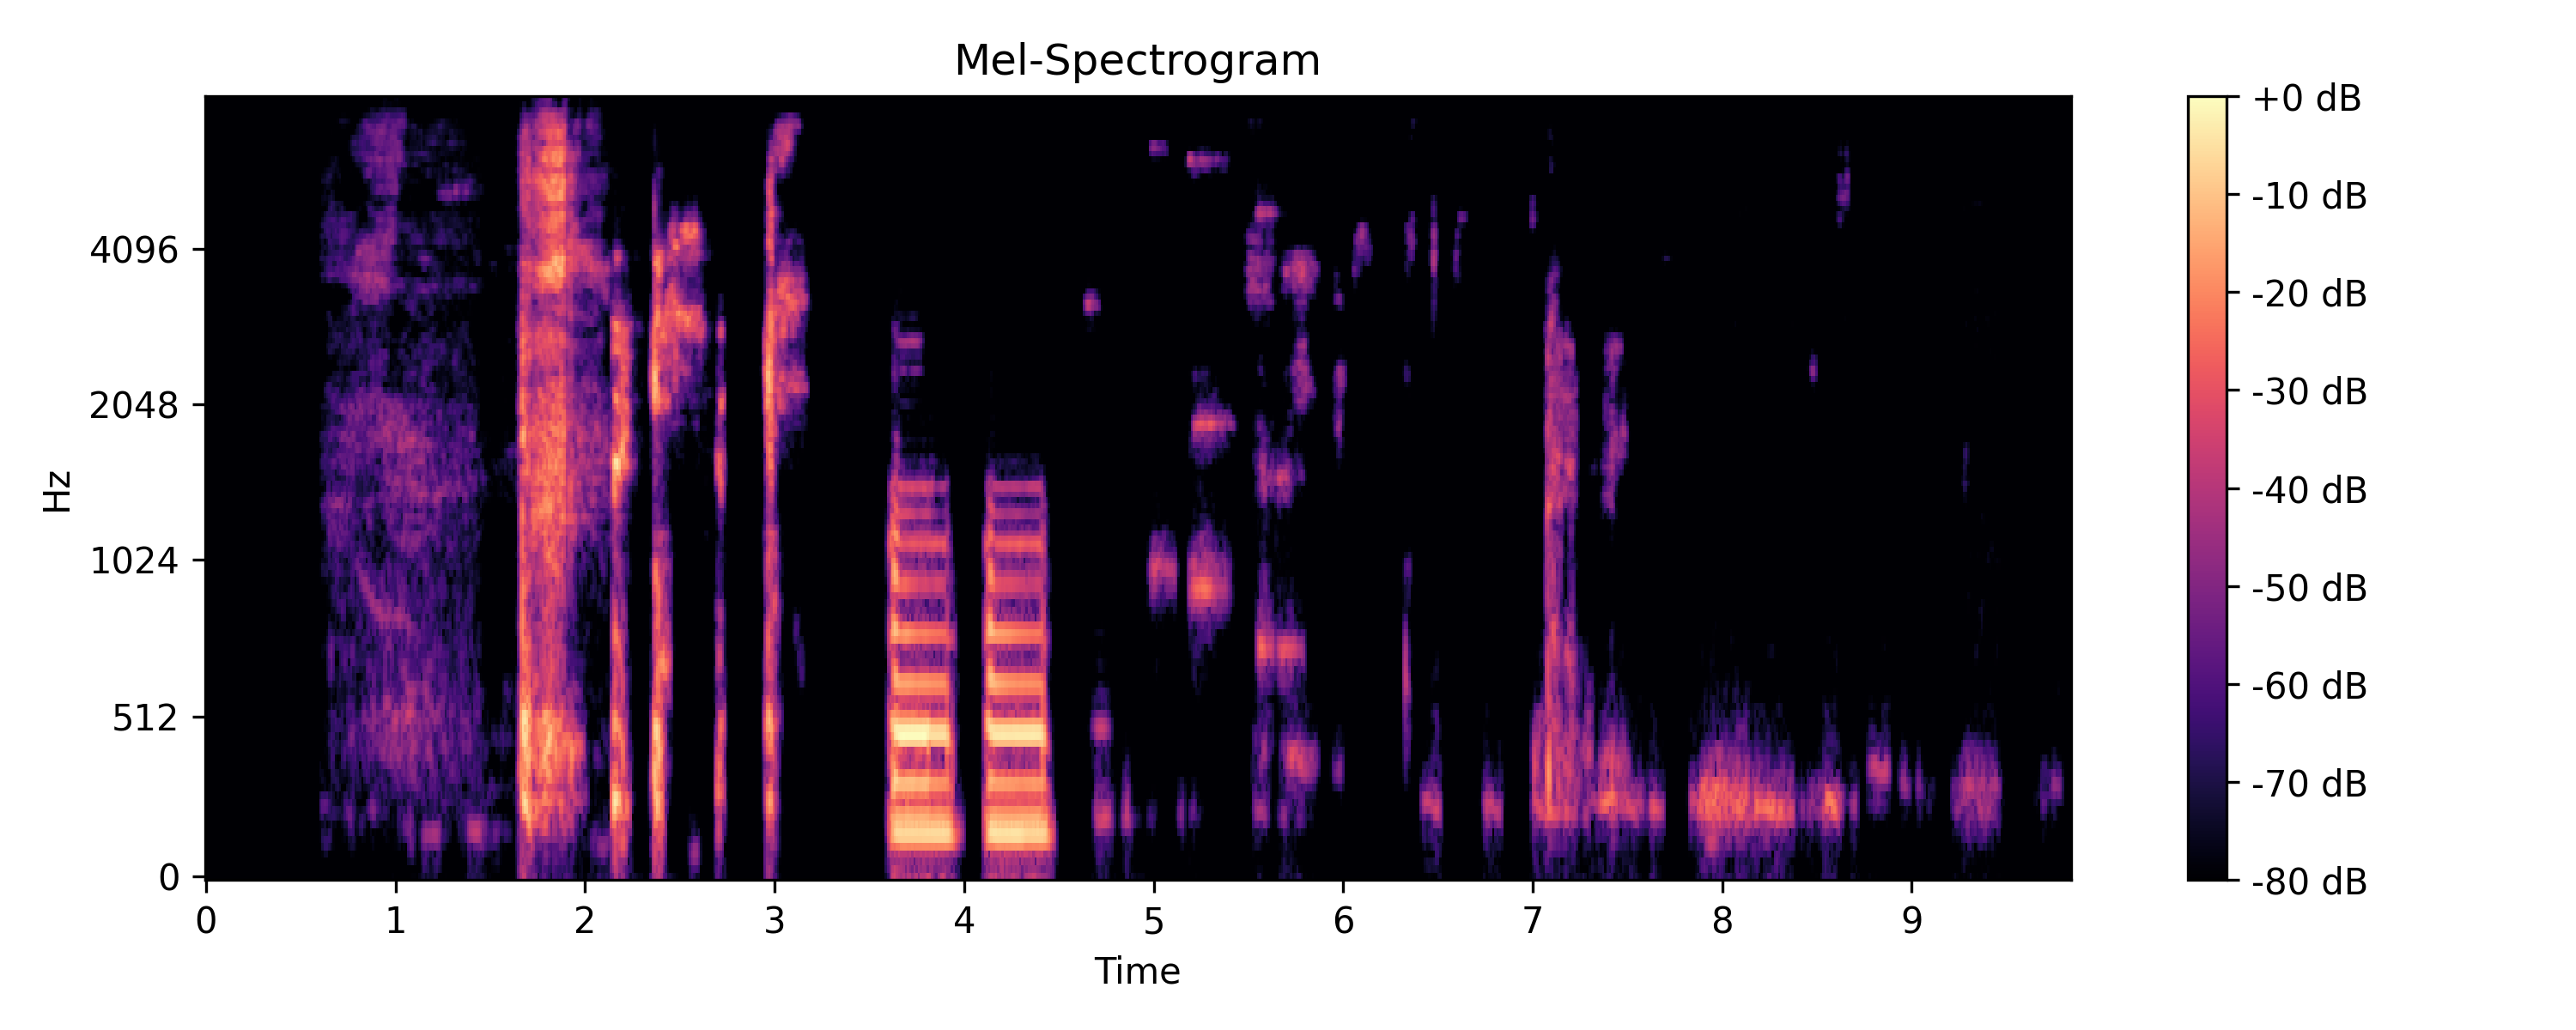 Mel-Spectrogram
Hz
4096
2048
1024
512
0
0 1 2 3 4 5 6 7 8 9
Time
+0 dB
-10 dB
-20 dB
-30 dB
-40 dB
-50 dB
-60 dB
-70 dB
-80 dB